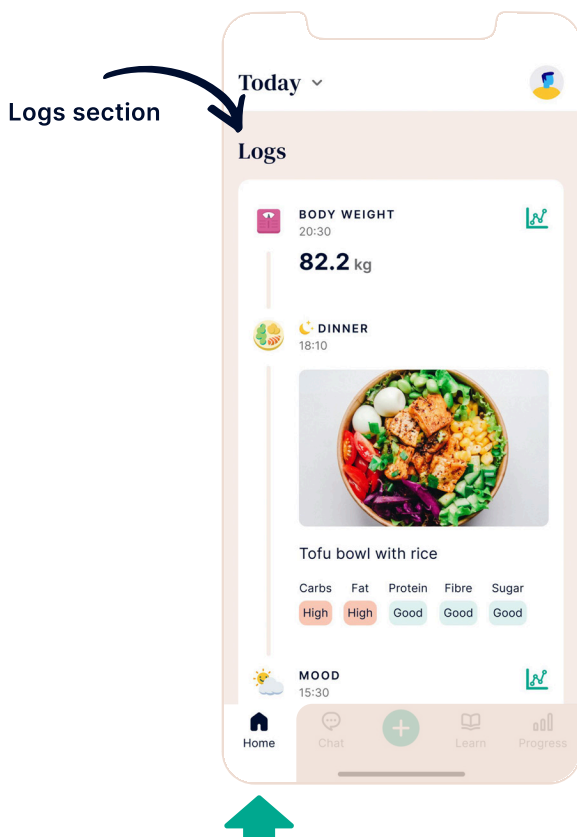 Today
Logs section
Logs
BODY WEIGHT
20:30
82.2 kg
DINNER
18:10
Tofu bowl with rice
Carbs Fat Protein Fibre Sugar
High High Good Good Good
MOOD
15:30
Home Chat Learn Progress